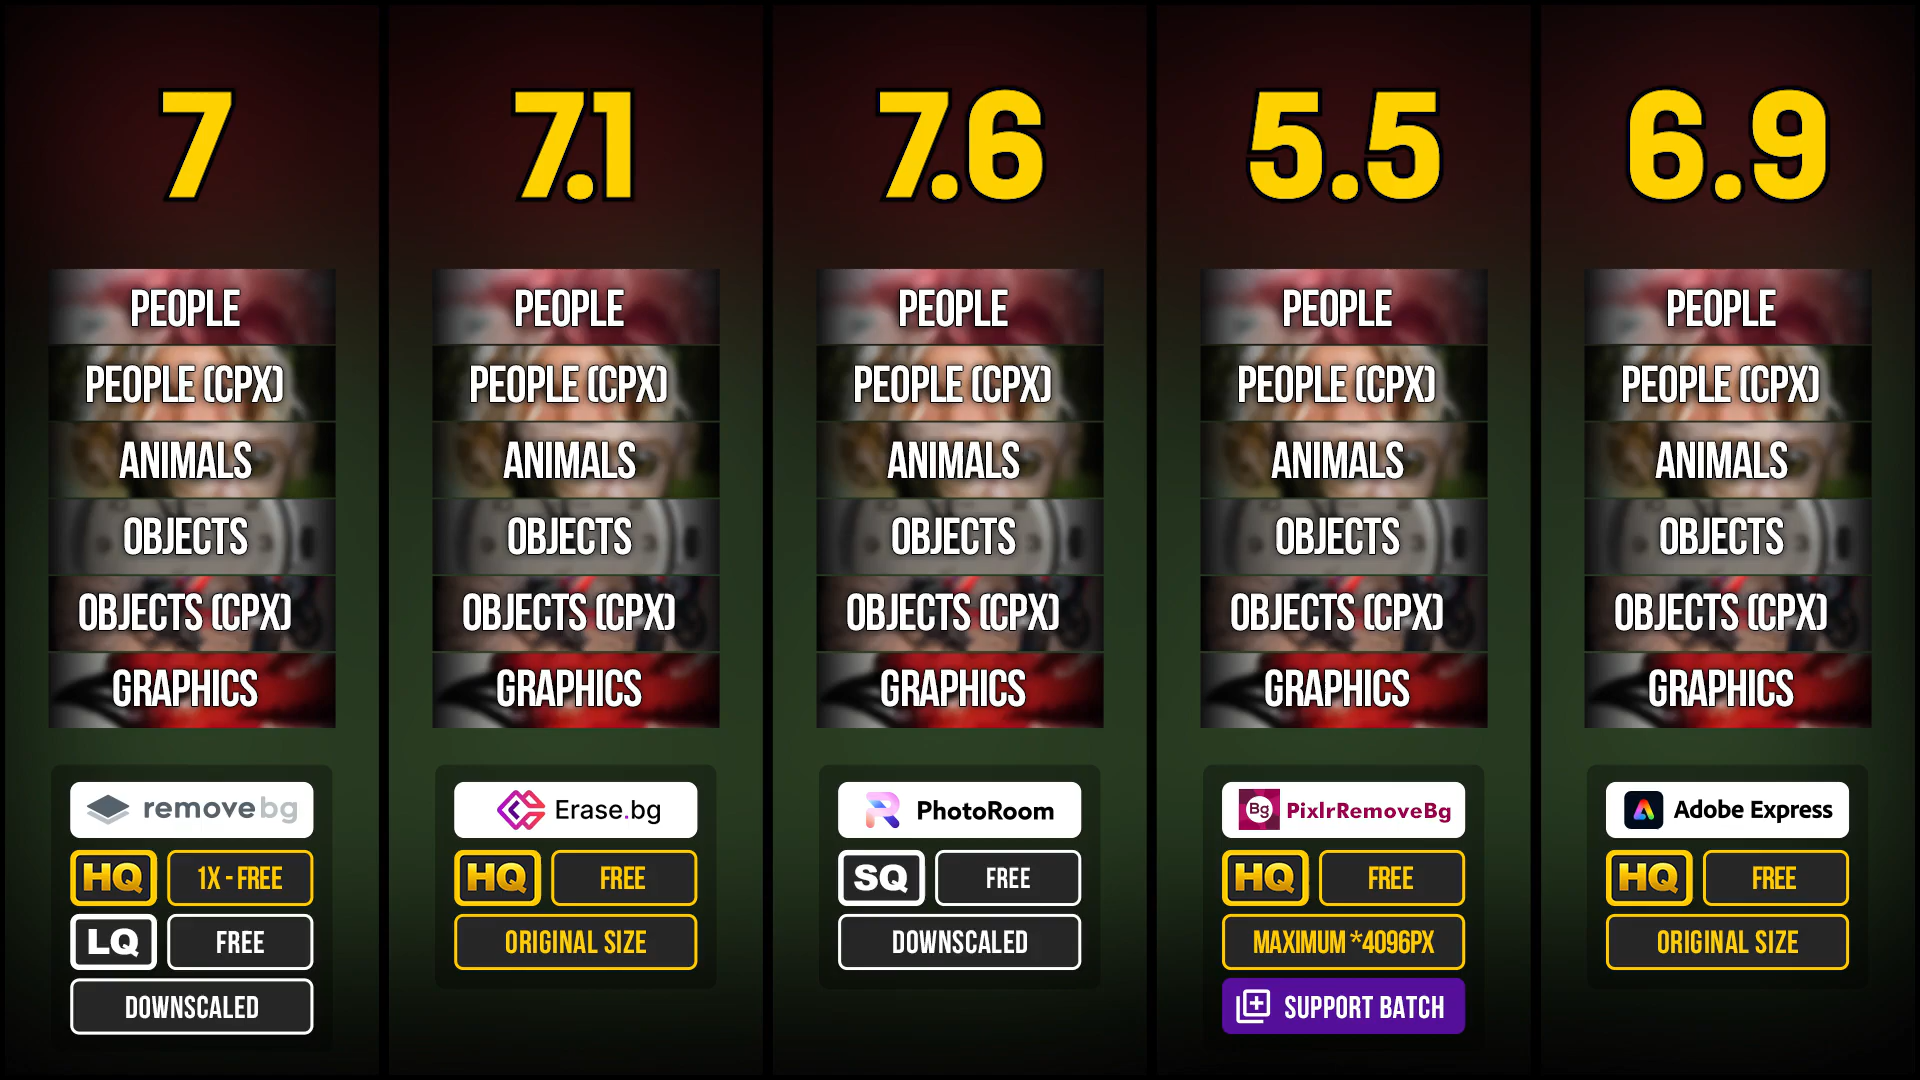 7
PEOPLE
PEOPLE (CPX)
ANIMALS
OBJECTS
OBJECTS (CPX)
GRAPHICS
removebg
HQ
1X - FREE
LQ
FREE
DOWNSCALED
7.1
PEOPLE
PEOPLE (CPX)
ANIMALS
OBJECTS
OBJECTS (CPX)
GRAPHICS
Erase.bg
HQ
FREE
ORIGINAL SIZE
7.6
PEOPLE
PEOPLE (CPX)
ANIMALS
OBJECTS
OBJECTS (CPX)
GRAPHICS
PhotoRoom
SQ
FREE
DOWNSCALED
5.5
PEOPLE
PEOPLE (CPX)
ANIMALS
OBJECTS
OBJECTS (CPX)
GRAPHICS
Bg PixlrRemoveBg
HQ
FREE
MAXIMUM *4096PX
SUPPORT BATCH
6.9
PEOPLE
PEOPLE (CPX)
ANIMALS
OBJECTS
OBJECTS (CPX)
GRAPHICS
Adobe Express
HQ
FREE
ORIGINAL SIZE